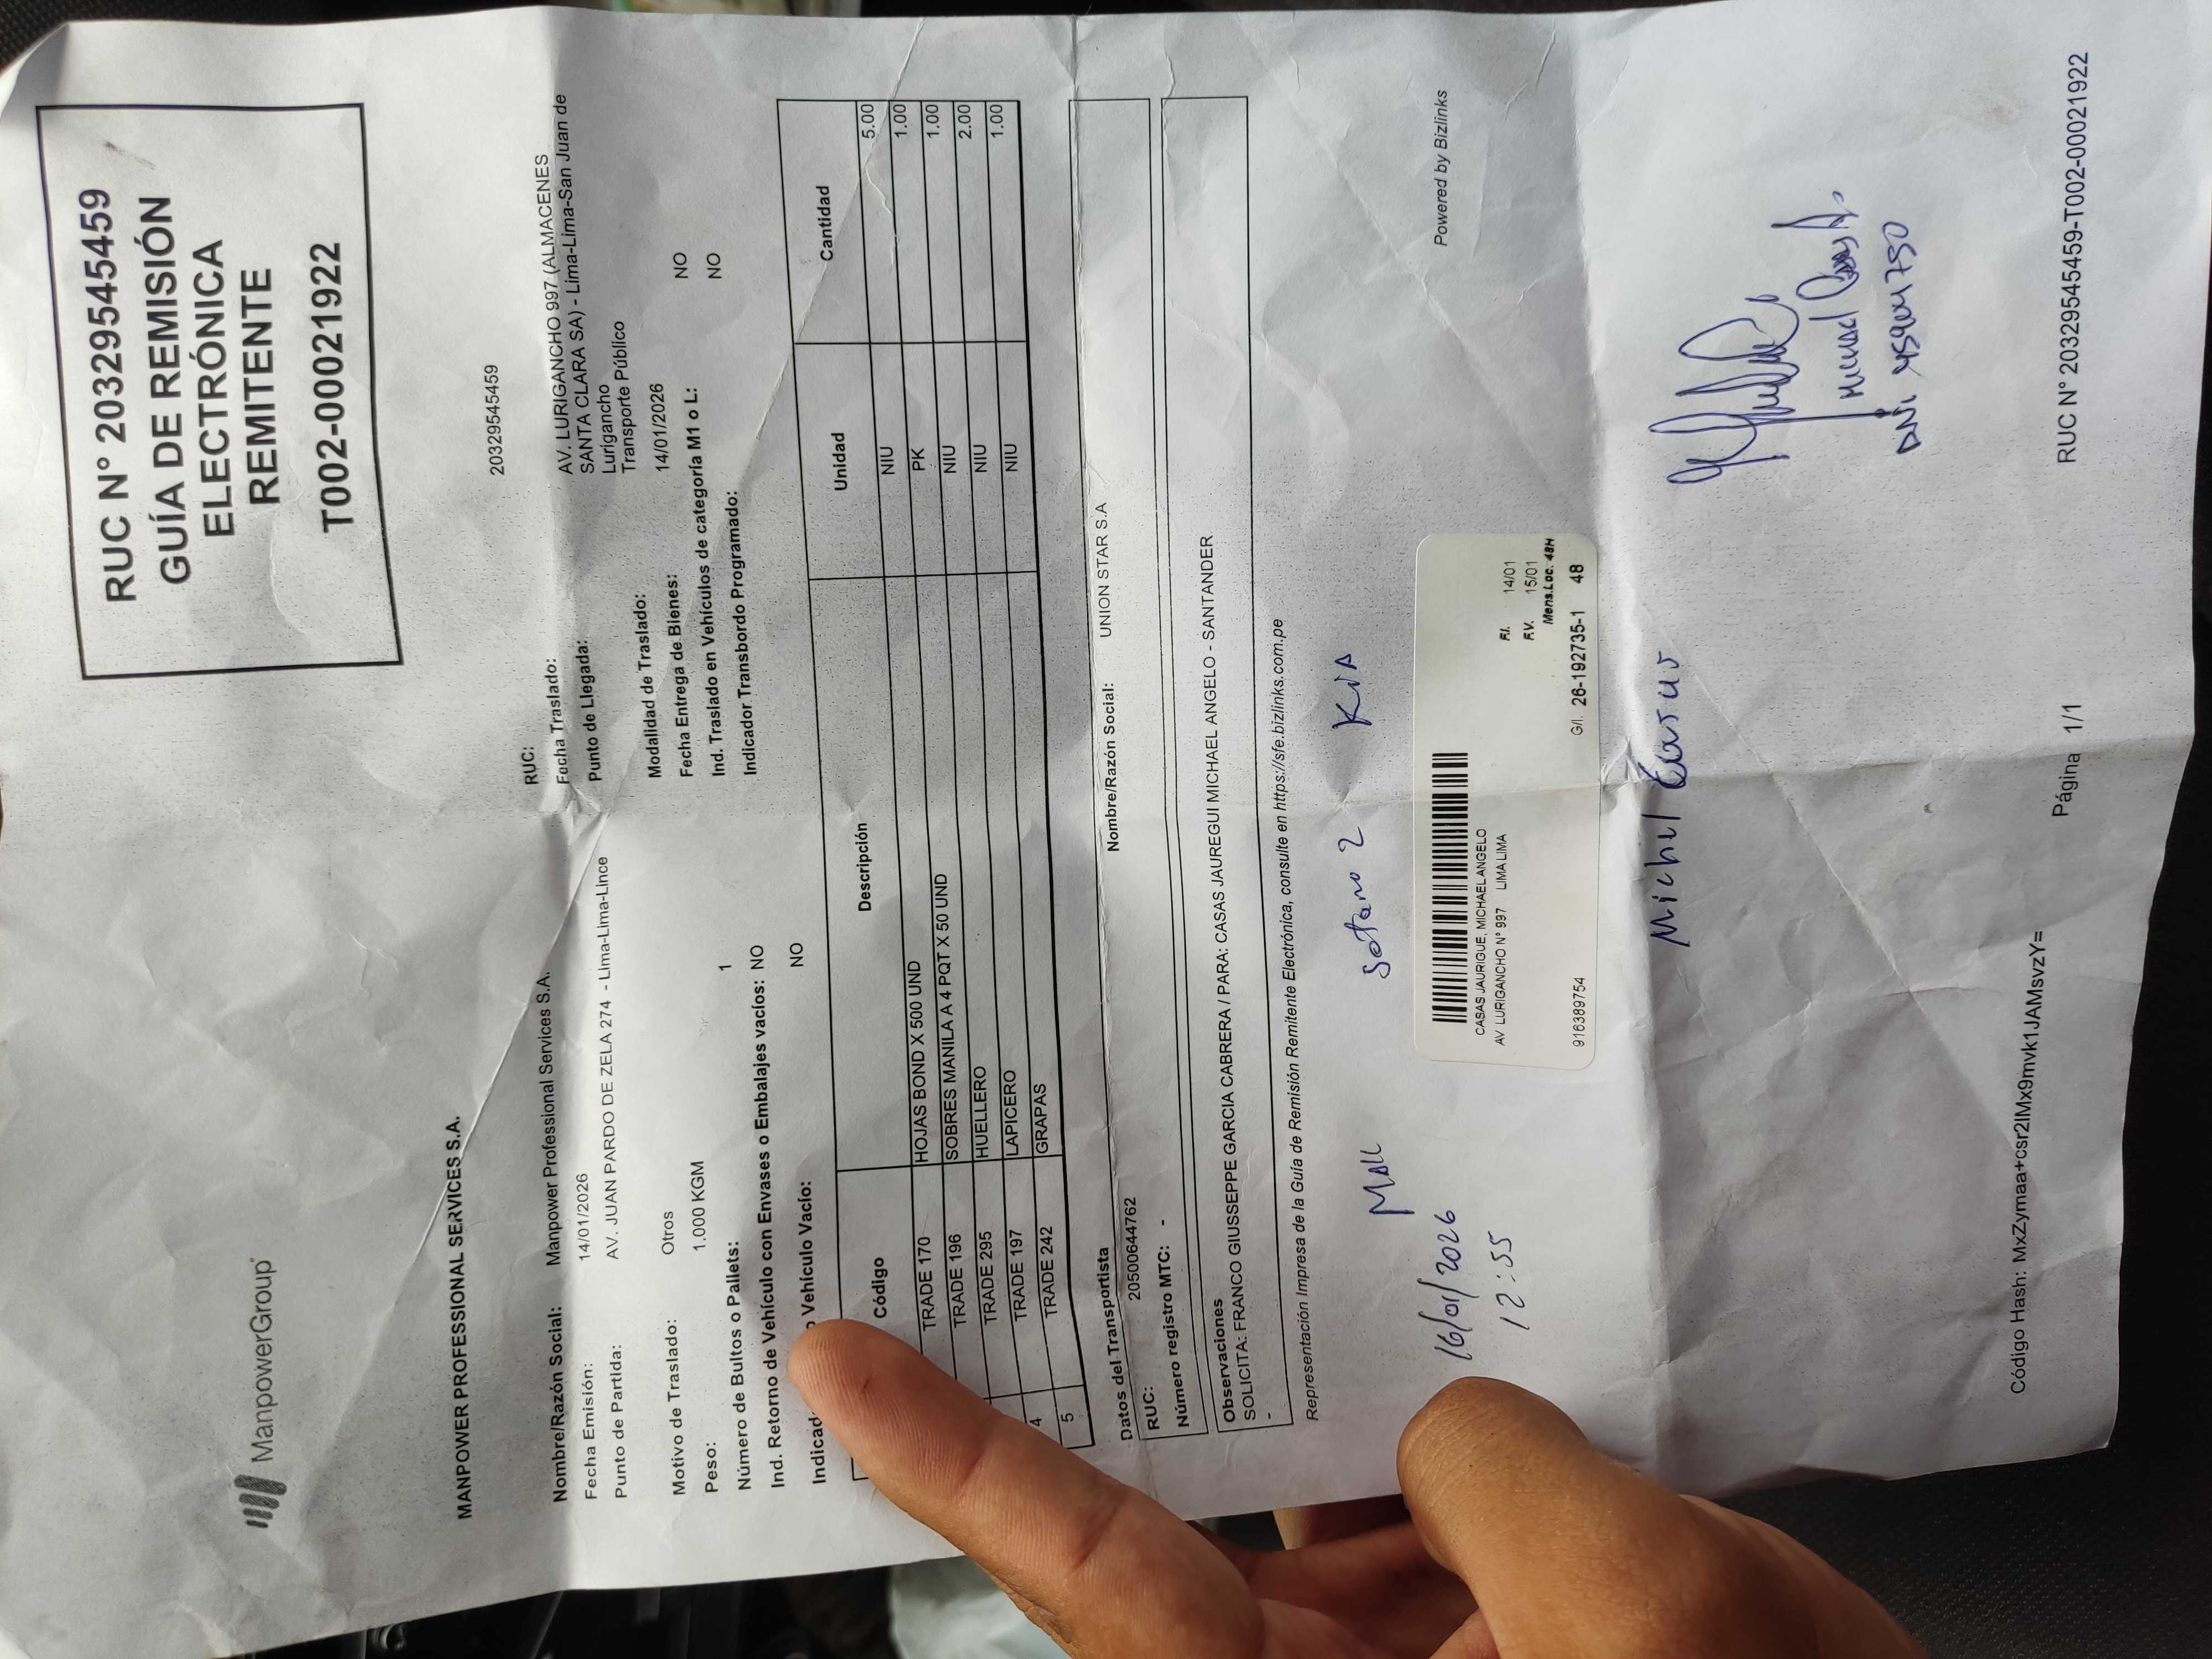 ManpowerGroup
RUC N° 20329545459
GUÍA DE REMISIÓN
ELECTRÓNICA
REMITENTE
T002-00021922
MANPOWER PROFESSIONAL SERVICES S.A.
Nombre/Razón Social: Manpower Professional Services S.A.
RUC: 20329545459
Fecha Emisión: 14/01/2026
Fecha Traslado:
Punto de Partida: AV. JUAN PARDO DE ZELA 274 - Lima-Lima-Lince
Punto de Llegada: AV. LURIGANCHO 997 (ALMACENES
SANTA CLARA SA) - Lima-Lima-San Juan de
Lurigancho
Motivo de Traslado: Otros
Modalidad de Traslado: Transporte Público
Peso: 1.000 KGM
Fecha Entrega de Bienes: 14/01/2026
Número de Bultos o Pallets: 1
Ind. Traslado en Vehículos de categoría M1 o L: NO
Ind. Retorno de Vehículo con Envases o Embalajes vacíos: NO
Indicador Transbordo Programado: NO
Vehículo Vacío: NO
Código Descripción Unidad Cantidad
TRADE 170 HOJAS BOND X 500 UND NIU 5.00
TRADE 196 SOBRES MANILA A 4 PQT X 50 UND PK 1.00
TRADE 295 HUELLERO NIU 1.00
4 TRADE 197 LAPICERO NIU 2.00
5 TRADE 242 GRAPAS NIU 1.00
Datos del Transportista
RUC: 20500644762 Nombre/Razón Social: UNION STAR S.A
Número registro MTC: -
Observaciones
SOLICITA: FRANCO GIUSSEPPE GARCIA CABRERA / PARA: CASAS JAUREGUI MICHAEL ANGELO - SANTANDER
-
Representación Impresa de la Guía de Remisión Remitente Electrónica, consulte en https://sfe.bizlinks.com.pe
Powered by Bizlinks
MALL sotano 2 KIA
16/01/2026
12:55
CASAS JAURIGUE, MICHAEL ANGELO
AV LURIGANCHO N° 997 LIMA LIMA
F.I. 14/01
F.V. 15/01
Mens.Loc. 48H
916389754 G/I. 26-192735-1 48
DNI
Código Hash: MxZymaa+csr2lMx9mvk1JAMsvzY=
Página 1/1
RUC N° 20329545459-T002-00021922